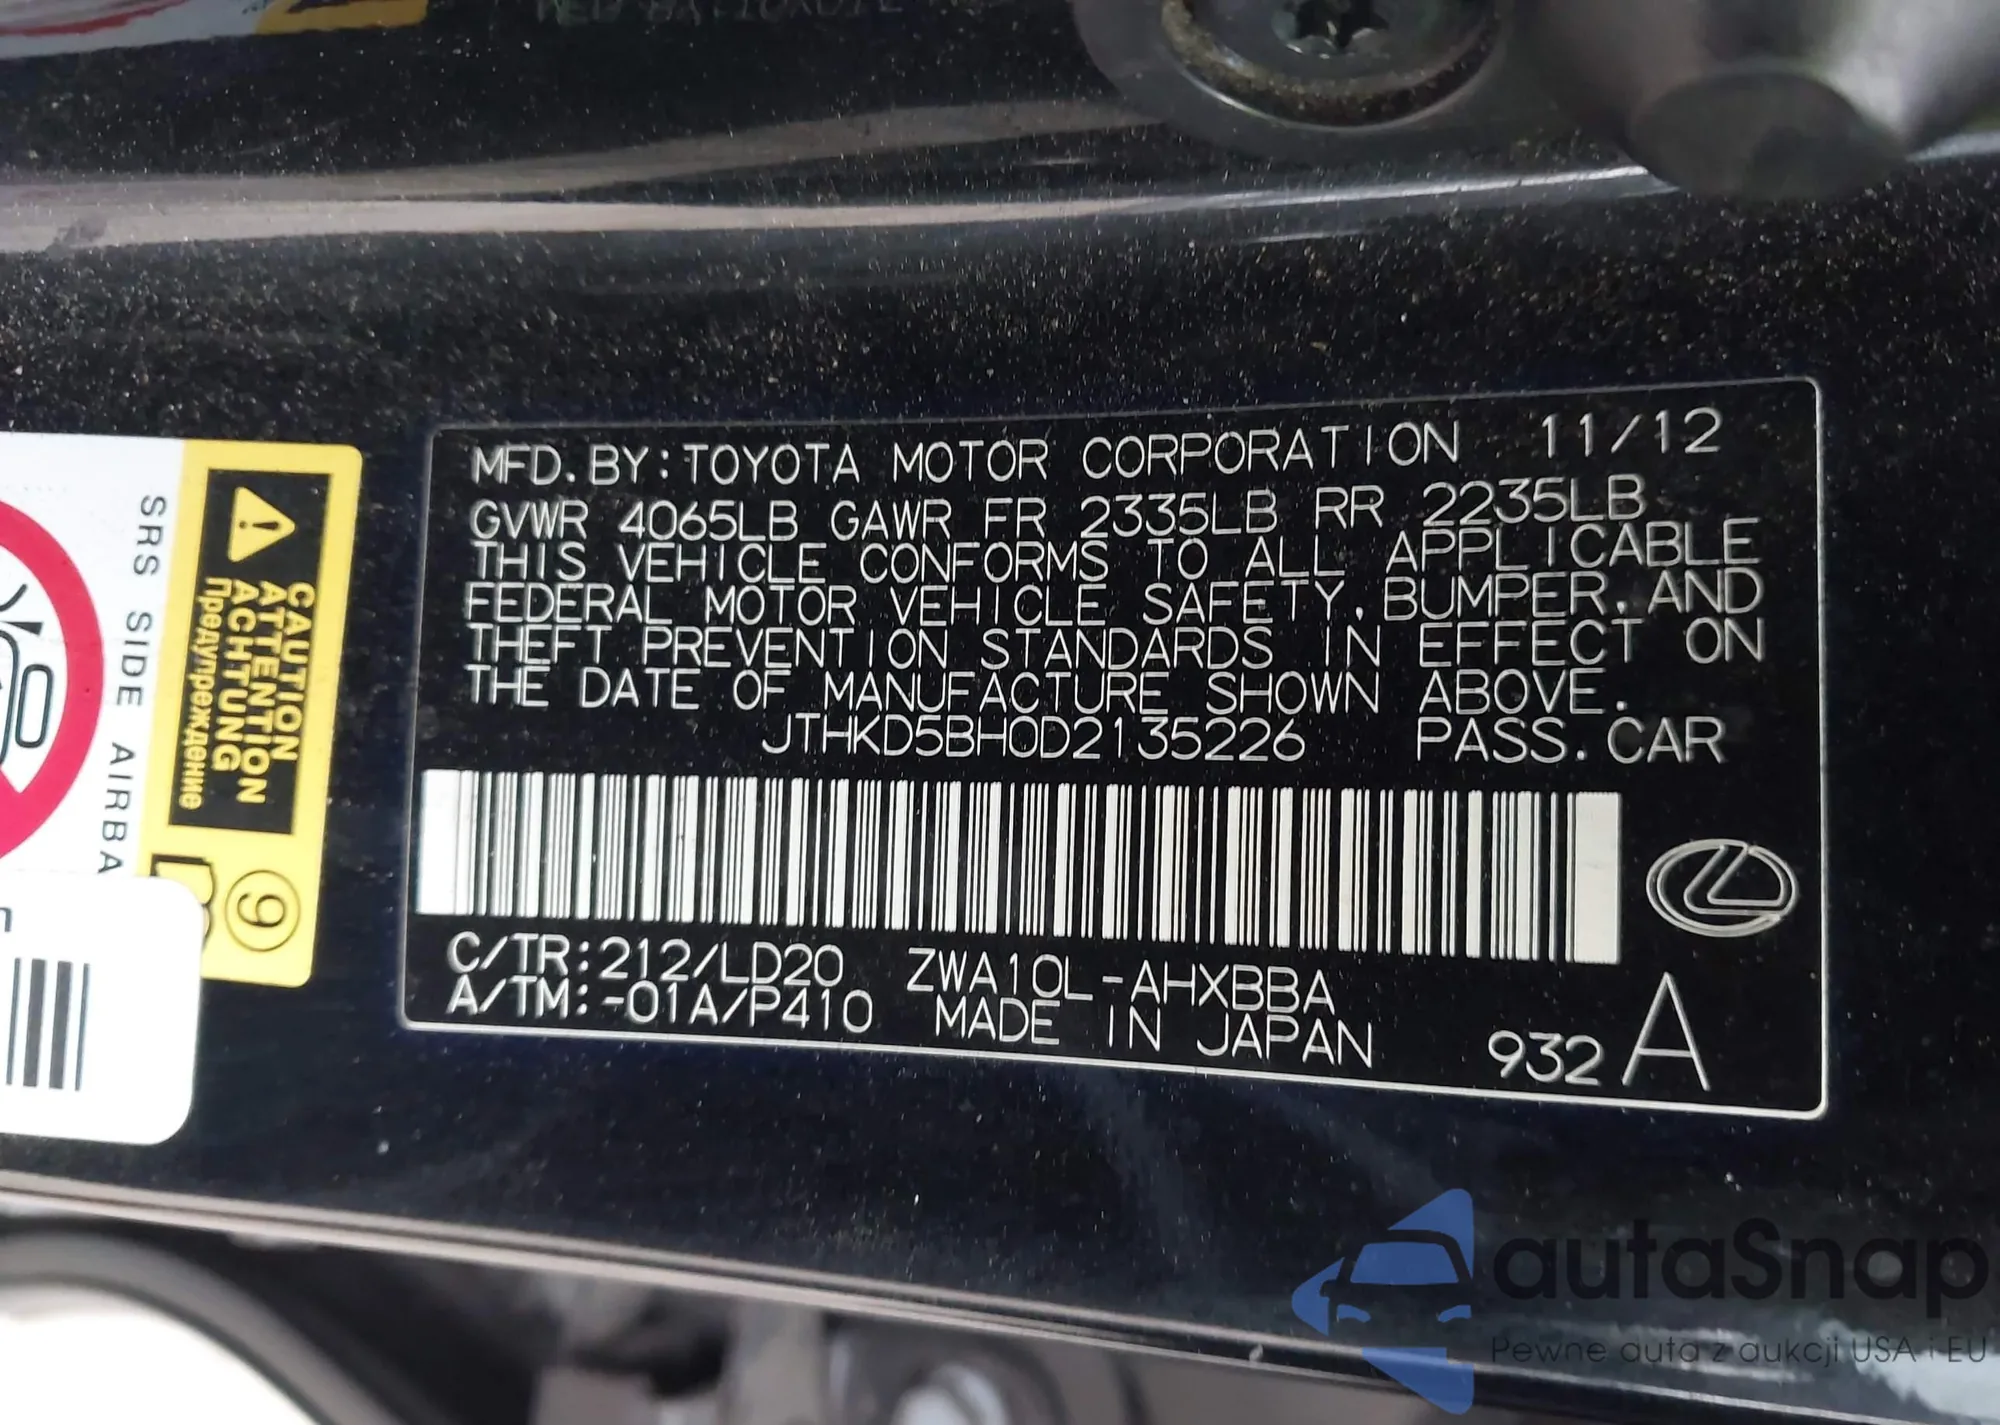 MFD. BY: TOYOTA MOTOR CORPORATION 11/12
GVWR 4065LB GAWR FR 2335LB RR 2235LB
THIS VEHICLE CONFORMS TO ALL APPLICABLE
FEDERAL MOTOR VEHICLE SAFETY, BUMPER, AND
THEFT PREVENTION STANDARDS IN EFFECT ON
THE DATE OF MANUFACTURE SHOWN ABOVE.
JTHKD5BH0D2135226 PASS. CAR
C/TR: 212/LD20 ZWA10L-AHXBBA
A/TM: -01A/P410 MADE IN JAPAN
932 A
CAUTION
ATTENTION
ACHTUNG
Предупреждение
9
SRS SIDE AIRBA
autaSnap
Pewne auta z aukcji USA i EU